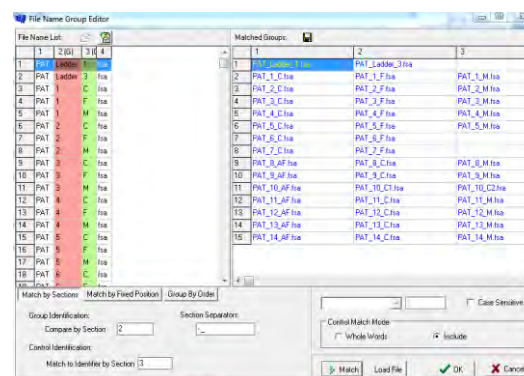 File Name Group Editor
File Name List:
Matched Groups:
1 2 (G) 3 (C 4
1 PAT Ladder 1 fsa
2 PAT Ladder 3 fsa
3 PAT 1 C fsa
4 PAT 1 F fsa
5 PAT 1 M fsa
6 PAT 2 C fsa
7 PAT 2 F fsa
8 PAT 2 M fsa
9 PAT 3 C fsa
10 PAT 3 F fsa
11 PAT 3 M fsa
12 PAT 4 C fsa
13 PAT 4 F fsa
14 PAT 4 M fsa
15 PAT 5 C fsa
16 PAT 5 F fsa
17 PAT 5 M fsa
18 PAT 6 C fsa
1 2 3
1 PAT_Ladder_1.fsa PAT_Ladder_3.fsa
2 PAT_1_C.fsa PAT_1_F.fsa PAT_1_M.fsa
3 PAT_2_C.fsa PAT_2_F.fsa PAT_2_M.fsa
4 PAT_3_C.fsa PAT_3_F.fsa PAT_3_M.fsa
5 PAT_4_C.fsa PAT_4_F.fsa PAT_4_M.fsa
6 PAT_5_C.fsa PAT_5_F.fsa PAT_5_M.fsa
7 PAT_6_C.fsa PAT_6_F.fsa
8 PAT_7_C.fsa PAT_7_F.fsa
9 PAT_8_AF.fsa PAT_8_C.fsa PAT_8_M.fsa
10 PAT_9_AF.fsa PAT_9_C.fsa PAT_9_M.fsa
11 PAT_10_AF.fsa PAT_10_C1.fsa PAT_10_C2.fsa
12 PAT_11_AF.fsa PAT_11_C.fsa PAT_11_M.fsa
13 PAT_12_AF.fsa PAT_12_C.fsa PAT_12_M.fsa
14 PAT_13_AF.fsa PAT_13_C.fsa PAT_13_M.fsa
15 PAT_14_AF.fsa PAT_14_C.fsa PAT_14_M.fsa
Match by Sections Match by Fixed Position Group By Order
Group Identification: Section Separators:
Compare by Section 2 ._
Control Identification:
Match to Identifier by Section 3
Case Sensitive
Control Match Mode
Whole Words Include
Match Load File OK Cancel